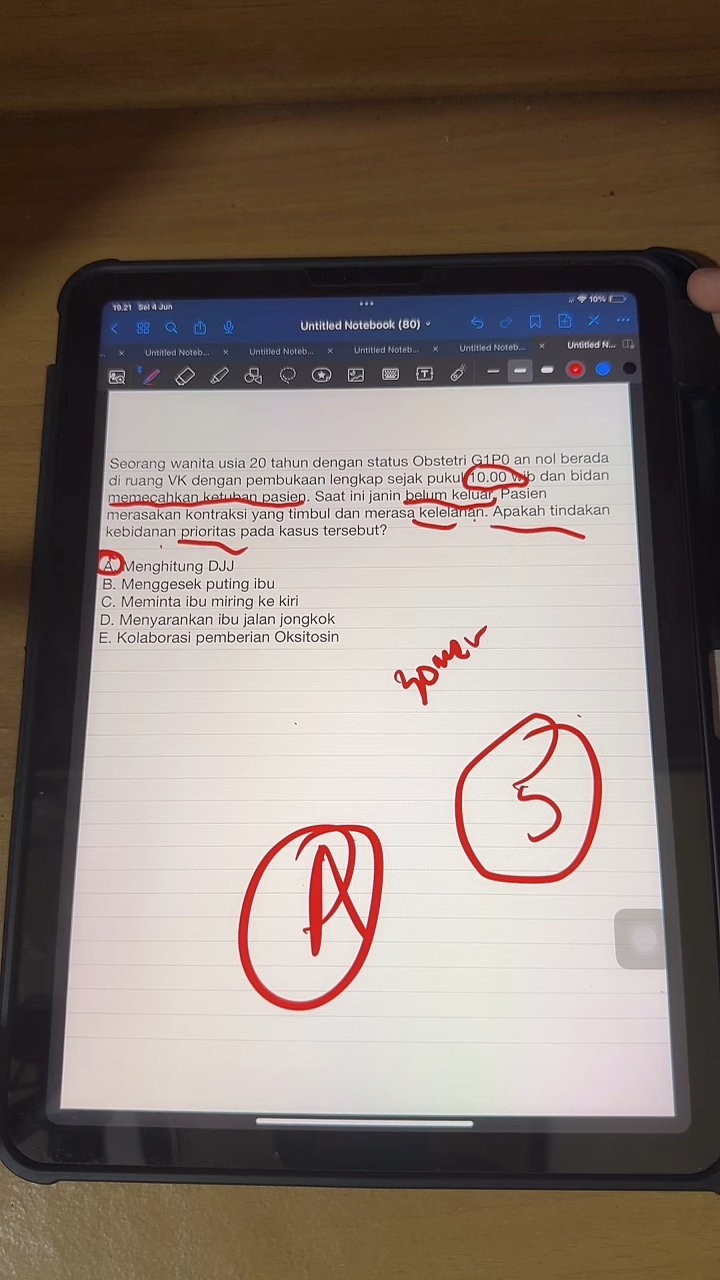 19.21 Sel 4 Jun
10%
Untitled Notebook (80)
Untitled Noteb...
Untitled Noteb...
Untitled Noteb...
Untitled Noteb...
Untitled N...
Seorang wanita usia 20 tahun dengan status Obstetri G1P0 an nol berada
di ruang VK dengan pembukaan lengkap sejak pukul 10.00 wib dan bidan
memecahkan ketuban pasien. Saat ini janin belum keluar. Pasien
merasakan kontraksi yang timbul dan merasa kelelahan. Apakah tindakan
kebidanan prioritas pada kasus tersebut?
A. Menghitung DJJ
B. Menggesek puting ibu
C. Meminta ibu miring ke kiri
D. Menyarankan ibu jalan jongkok
E. Kolaborasi pemberian Oksitosin
5
A